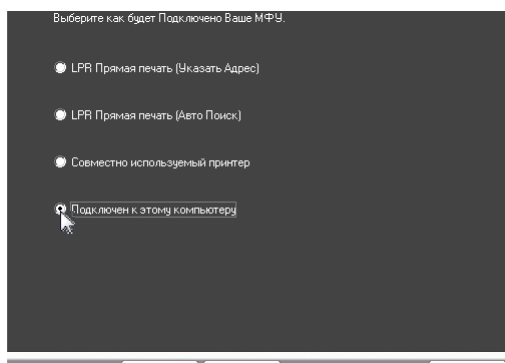 Выберите как будет Подключено Ваше МФУ.
LPR Прямая печать (Указать Адрес)
LPR Прямая печать (Авто Поиск)
Совместно используемый принтер
Подключен к этому компьютеру